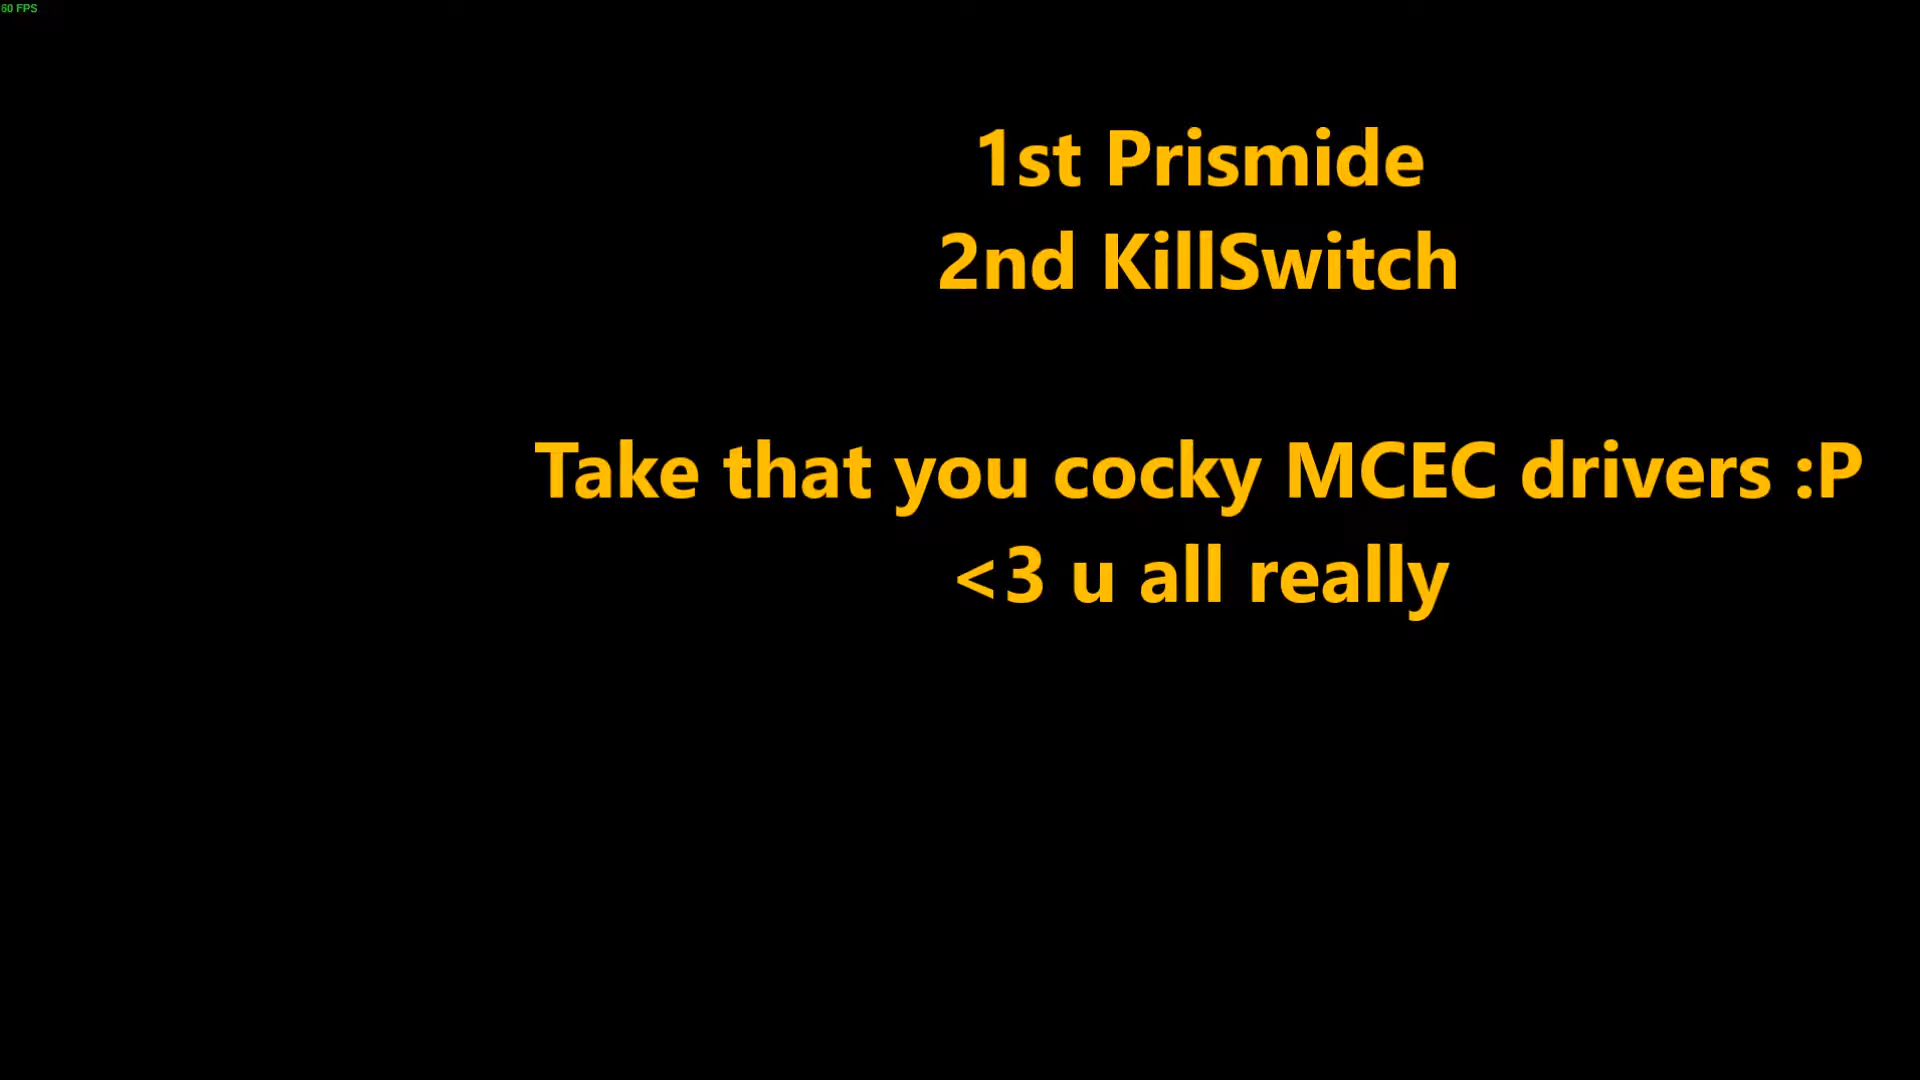 60 FPS
1st Prismide
2nd KillSwitch
Take that you cocky MCEC drivers :P
<3 u all really